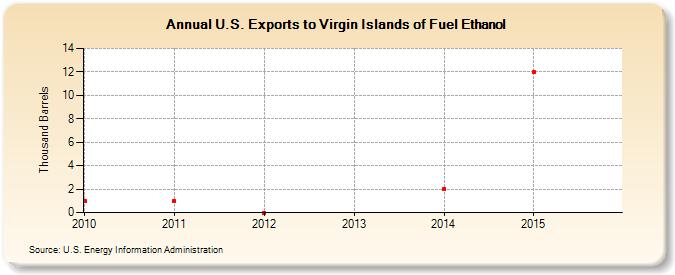 Annual U.S. Exports to Virgin Islands of Fuel Ethanol
Thousand Barrels
14
12
10
8
6
4
2
0
2010 2011 2012 2013 2014 2015
Source: U.S. Energy Information Administration